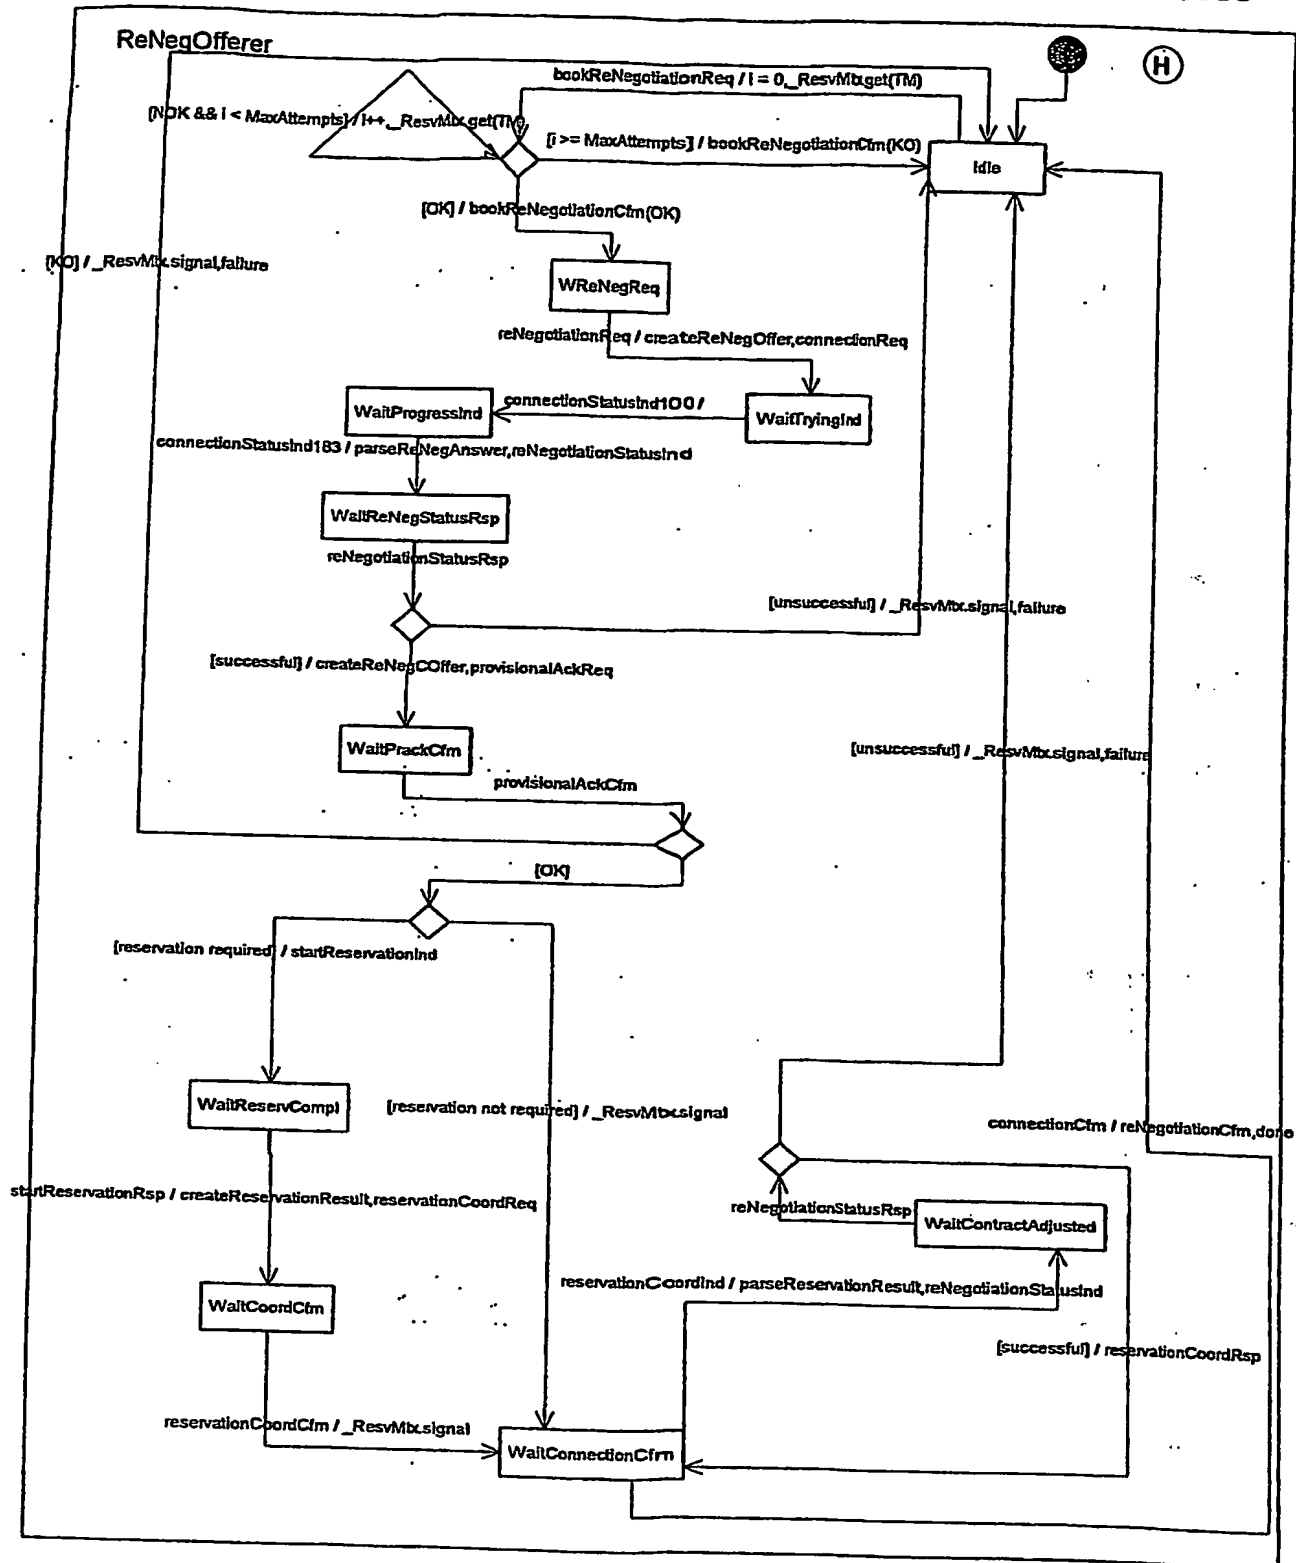 ReNegOfferer
H
bookReNegotiationReq / i = 0,_ResvMtx.get(TM)
[NOK && i < MaxAttempts] / i++,_ResvMtx.get(TM)
[i >= MaxAttempts] / bookReNegotiationCfm(KO)
Idle
[OK] / bookReNegotiationCfm(OK)
[KO] / _ResvMtx.signal,failure
WReNegReq
reNegotiationReq / createReNegOffer,connectionReq
WaitProgressInd
connectionStatusInd100 /
WaitTryingInd
connectionStatusInd183 / parseReNegAnswer,reNegotiationStatusInd
WaitReNegStatusRsp
reNegotiationStatusRsp
[unsuccessful] / _ResvMtx.signal,failure
[successful] / createReNegCOffer,provisionalAckReq
WaitPrackCfm
[unsuccessful] / _ResvMtx.signal,failure
provisionalAckCfm
[OK]
[reservation required] / startReservationInd
WaitReservCompl
[reservation not required] / _ResvMtx.signal
connectionCfm / reNegotiationCfm,done
startReservationRsp / createReservationResult,reservationCoordReq
reNegotiationStatusRsp
WaitContractAdjusted
reservationCoordInd / parseReservationResult,reNegotiationStatusInd
WaitCoordCfm
[successful] / reservationCoordRsp
reservationCoordCfm / _ResvMtx.signal
WaitConnectionCfm